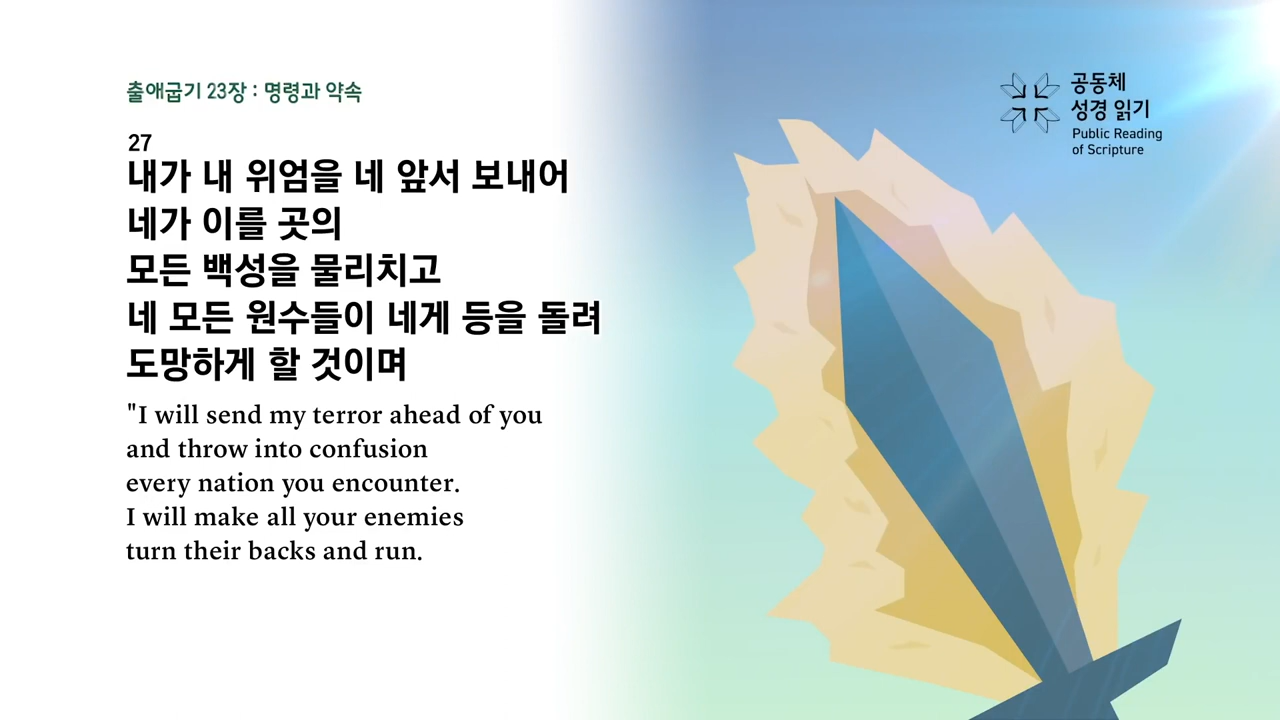 출애굽기 23장 : 명령과 약속
27
내가 내 위엄을 네 앞서 보내어
네가 이를 곳의
모든 백성을 물리치고
네 모든 원수들이 네게 등을 돌려
도망하게 할 것이며
"I will send my terror ahead of you
and throw into confusion
every nation you encounter.
I will make all your enemies
turn their backs and run.
공동체
성경 읽기
Public Reading
of Scripture